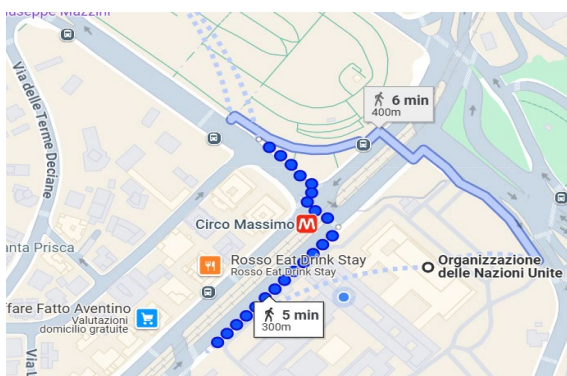 useppe Mazzini
Via delle Terme Deciane
6 min
400m
Circo Massimo
M
anta Prisca
Rosso Eat Drink Stay
Rosso Eat Drink Stay
Organizzazione
delle Nazioni Unite
ffare Fatto Aventino
Valutazioni
domicilio gratuite
5 min
300m
Via L